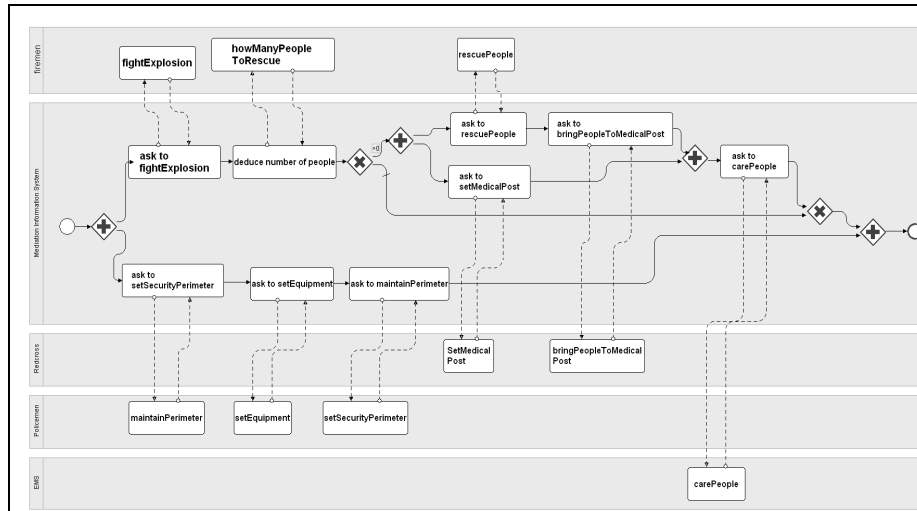 firemen
fightExplosion
howManyPeople
ToRescue
rescuePeople
Mediation Information System
ask to
fightExplosion
deduce number of people
>0
ask to
rescuePeople
ask to
bringPeopleToMedicalPost
ask to
setMedicalPost
ask to
carePeople
ask to
setSecurityPerimeter
ask to setEquipment
ask to maintainPerimeter
Redcross
SetMedical
Post
bringPeopleToMedical
Post
Policemen
maintainPerimeter
setEquipment
setSecurityPerimeter
EMS
carePeople